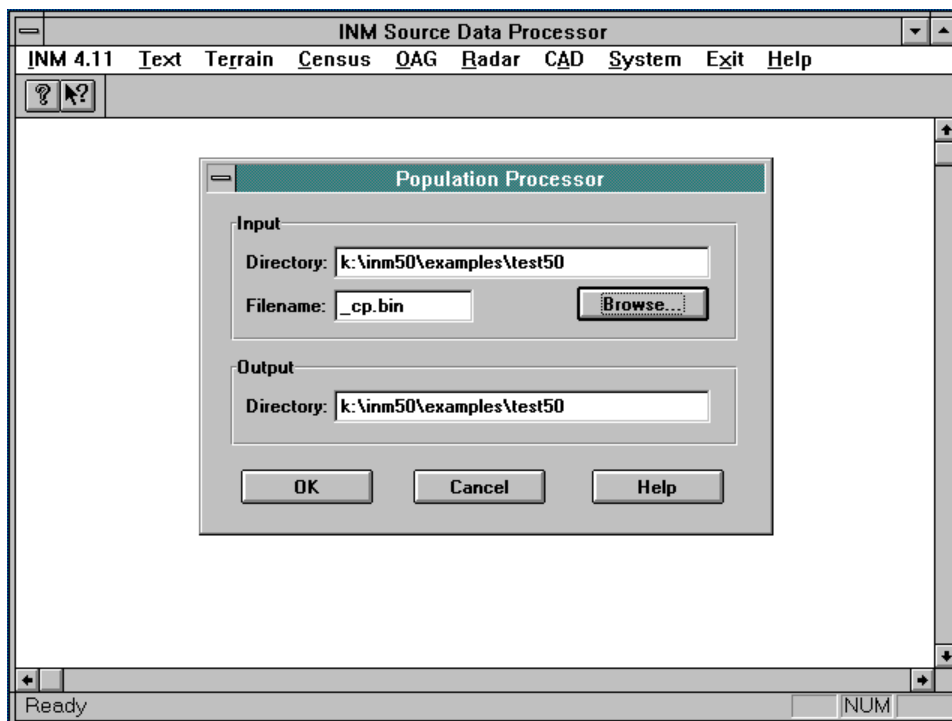 INM Source Data Processor
INM 4.11 Text Terrain Census OAG Radar CAD System Exit Help
? ?
Population Processor
Input
Directory: k:\inm50\examples\test50
Filename: _cp.bin Browse...
Output
Directory: k:\inm50\examples\test50
OK Cancel Help
Ready NUM